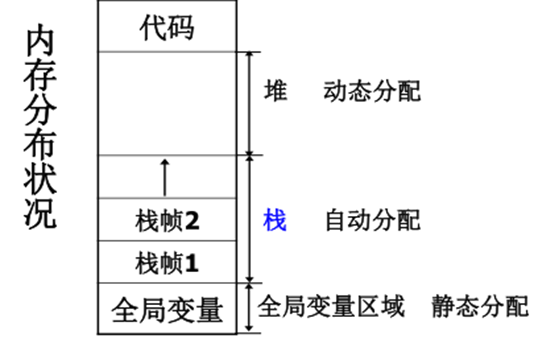 内存分布状况
代码
堆 动态分配
栈帧2
栈 自动分配
栈帧1
全局变量
全局变量区域 静态分配